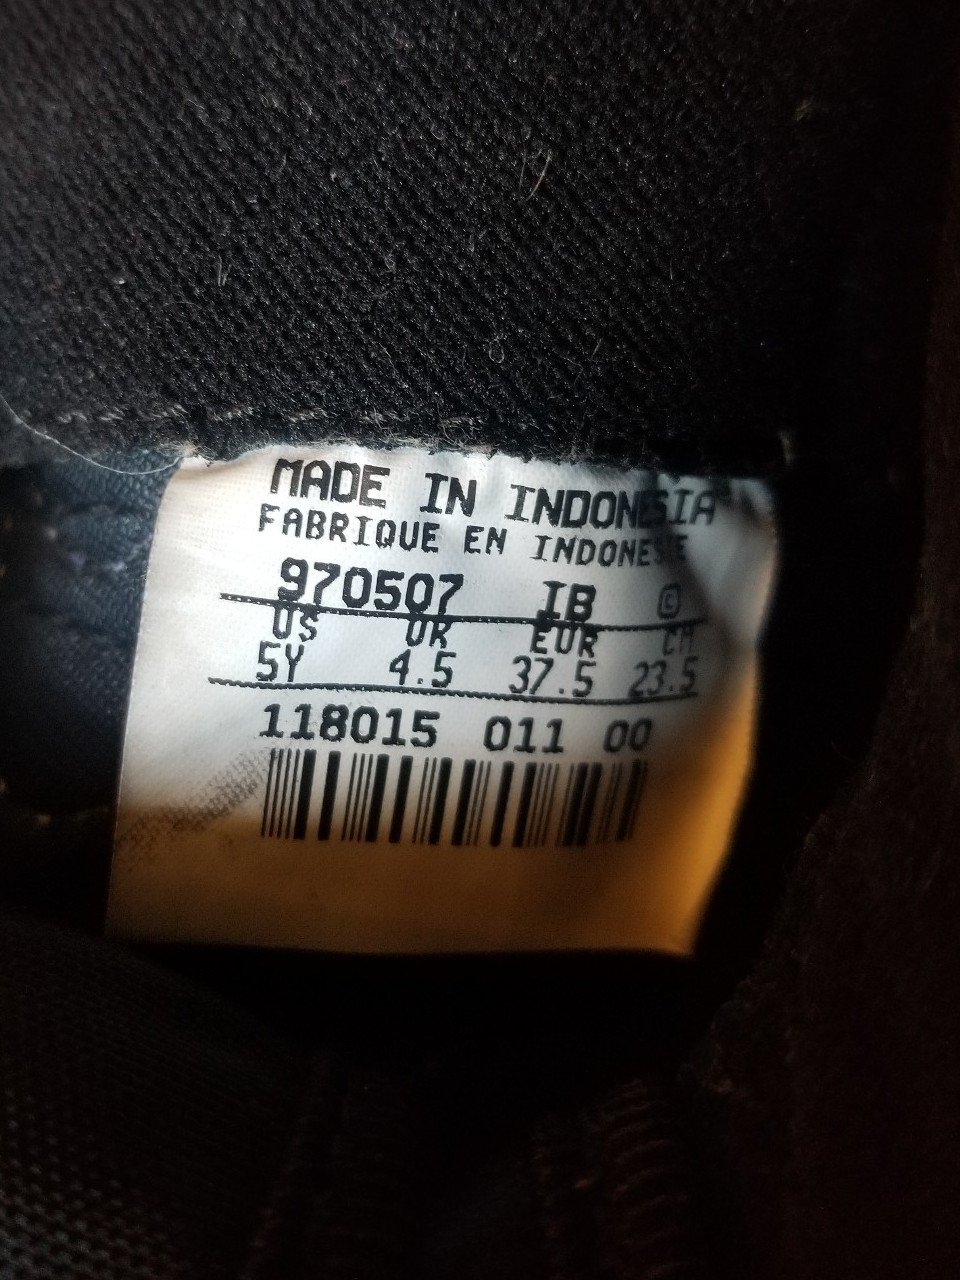 MADE IN INDONESIA
FABRIQUE EN INDONESIE
970507 IB ©
US UK EUR CM
5Y 4.5 37.5 23.5
118015 011 00